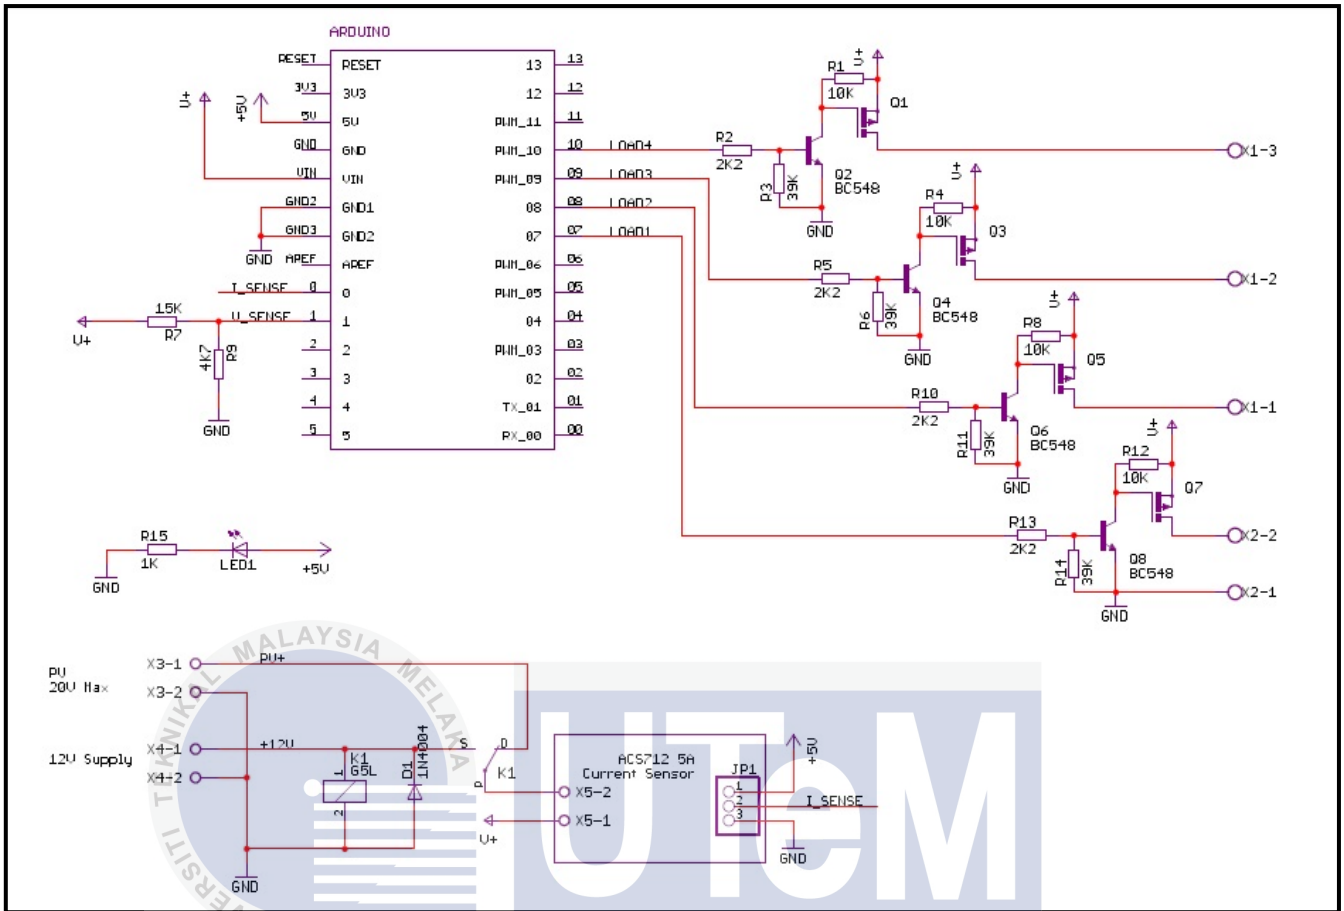 ARDUINO
RESET
3V3
5V
GND
VIN
GND2
GND3
AREF
0
1
2
3
4
5
RESET
3V3
5V
GND
VIN
GND1
GND2
AREF
0
1
2
3
4
5
13
12
PWM_11
PWM_10
PWM_09
08
07
PWM_06
PWM_05
04
PWM_03
02
TX_01
RX_00
13
12
11
10
09
08
07
06
05
04
03
02
01
00
V+
+5V
GND
I_SENSE
V_SENSE
15K
R7
V+
4K7
R9
GND
LOAD4
LOAD3
LOAD2
LOAD1
R1
10K
V+
Q1
R2
2K2
R3
39K
Q2
BC548
GND
X1-3
R4
10K
V+
Q3
R5
2K2
R6
39K
Q4
BC548
GND
X1-2
R8
10K
V+
Q5
R10
2K2
R11
39K
Q6
BC548
GND
X1-1
R12
10K
V+
Q7
R13
2K2
R14
39K
Q8
BC548
GND
X2-2
X2-1
R15
1K
LED1
+5V
GND
PV
20V Max
X3-1
X3-2
PV+
12V Supply
X4-1
X4-2
+12V
K1
G5L
1
2
D1
1N4004
GND
S
D
P
K1
V+
ACS712 5A
Current Sensor
X5-2
X5-1
JP1
1
2
3
+5V
I_SENSE
GND
UTeM
MALAYSIA MELAKA